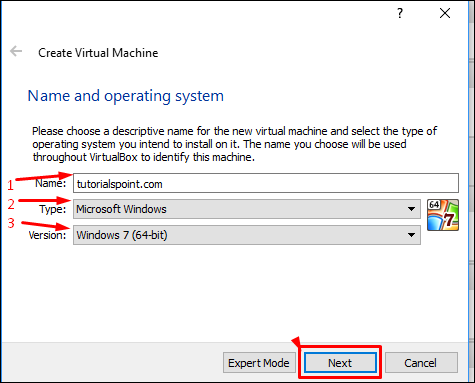 ?
Create Virtual Machine
Name and operating system
Please choose a descriptive name for the new virtual machine and select the type of
operating system you intend to install on it. The name you choose will be used
throughout VirtualBox to identify this machine.
1 Name: tutorialspoint.com
2 Type: Microsoft Windows 64 7
3 Version: Windows 7 (64-bit)
Expert Mode Next Cancel